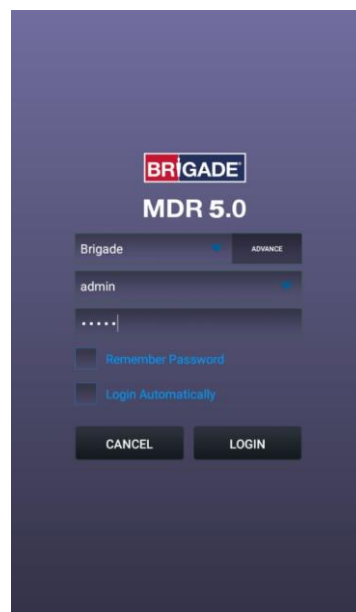 BRIGADE
MDR 5.0
Brigade ADVANCE
admin
•••••
Remember Password
Login Automatically
CANCEL LOGIN